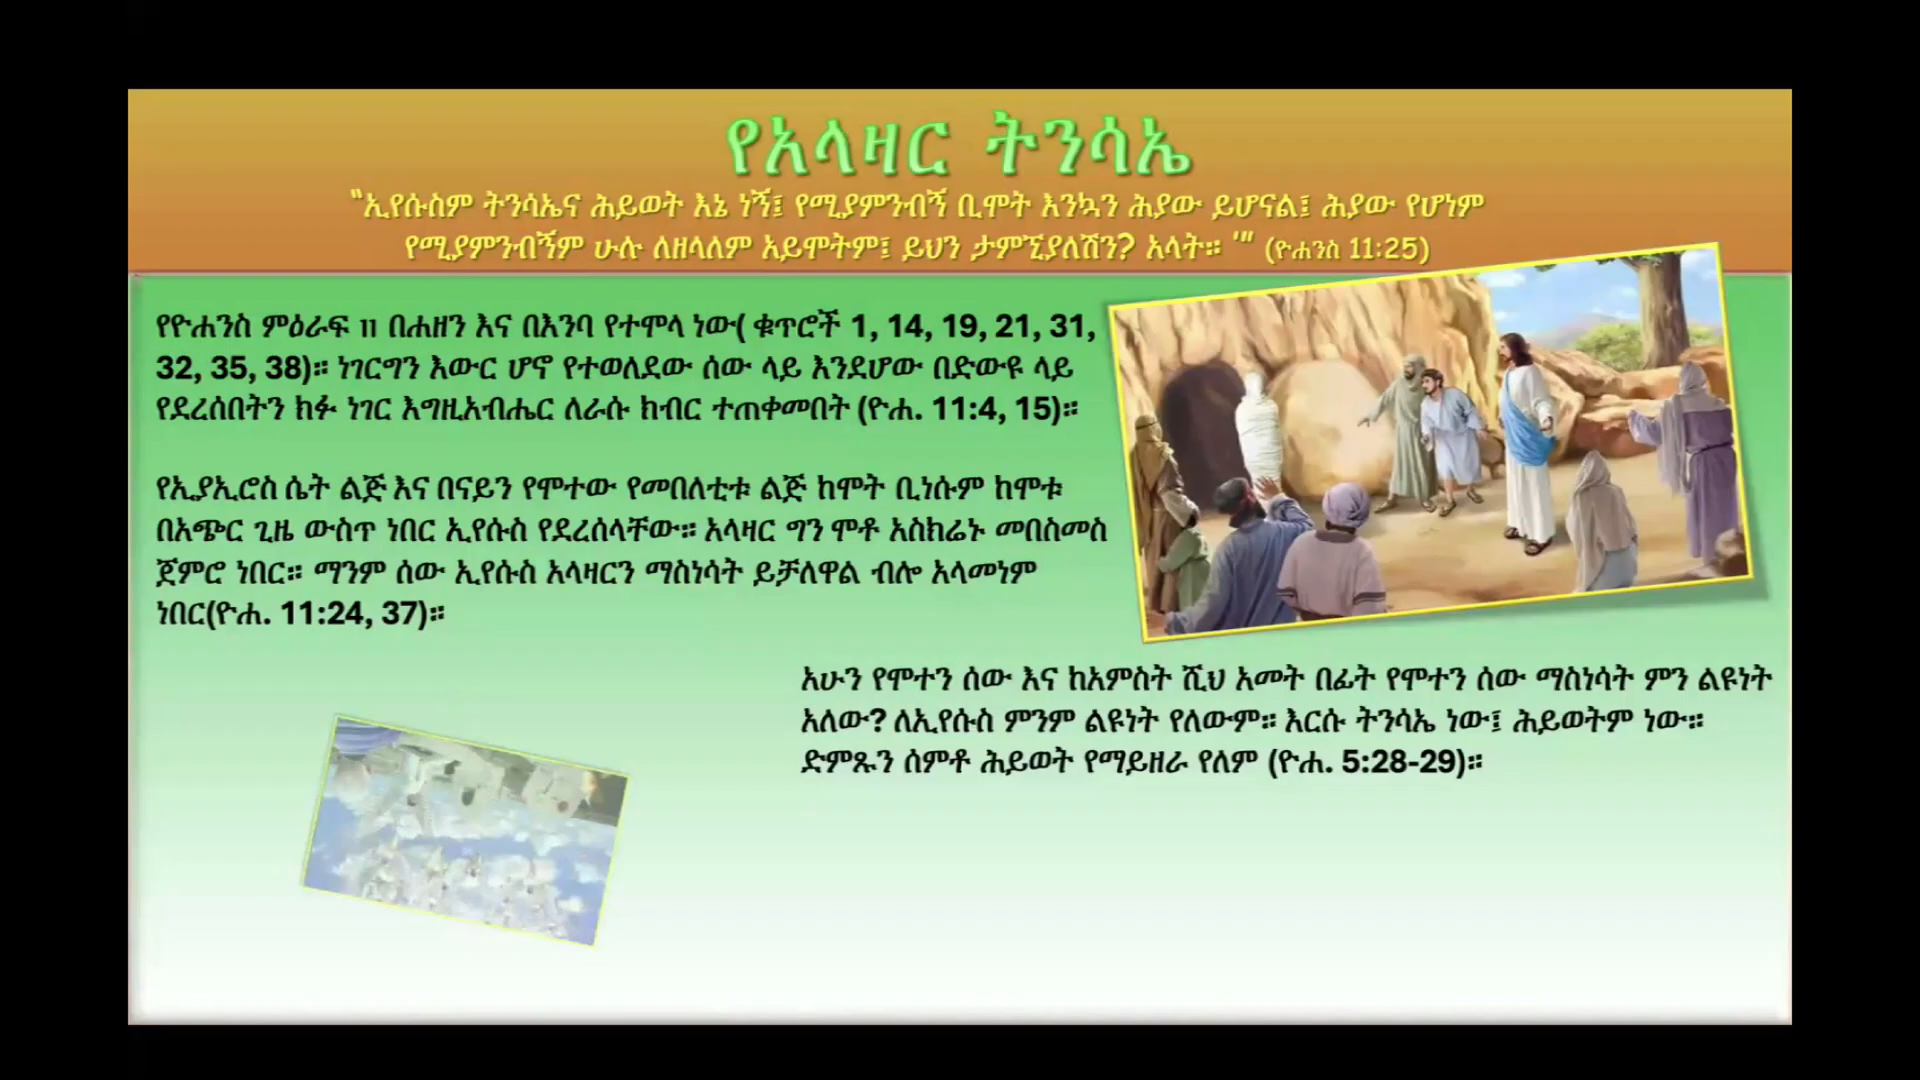 የአላዛር ትንሳኤ
“ኢየሱስም ትንሳኤና ሕይወት እኔ ነኝ፤ የሚያምንብኝ ቢሞት እንኳን ሕያው ይሆናል፤ ሕያው የሆነም
የሚያምንብኝም ሁሉ ለዘላለም አይሞትም፤ ይህን ታምኚያለሽን? አላት። ’” (ዮሐንስ 11:25)
የዮሐንስ ምዕራፍ 11 በሐዘን እና በእንባ የተሞላ ነው( ቁጥሮች 1, 14, 19, 21, 31,
32, 35, 38)። ነገርግን እውር ሆኖ የተወለደው ሰው ላይ እንደሆው በድውዩ ላይ
የደረሰበትን ክፉ ነገር እግዚአብሔር ለራሱ ክብር ተጠቀመበት (ዮሐ. 11:4, 15)።
የኢያኢሮስ ሴት ልጅ እና በናይን የሞተው የመበለቲቱ ልጅ ከሞት ቢነሱም ከሞቱ
በአጭር ጊዜ ውስጥ ነበር ኢየሱስ የደረሰላቸው። አላዛር ግን ሞቶ አስክሬኑ መበስመስ
ጀምሮ ነበር። ማንም ሰው ኢየሱስ አላዛርን ማስነሳት ይቻለዋል ብሎ አላመነም
ነበር(ዮሐ. 11:24, 37)።
አሁን የሞተን ሰው እና ከአምስት ሺህ አመት በፊት የሞተን ሰው ማስነሳት ምን ልዩነት
አለው? ለኢየሱስ ምንም ልዩነት የለውም። እርሱ ትንሳኤ ነው፤ ሕይወትም ነው።
ድምጹን ሰምቶ ሕይወት የማይዘራ የለም (ዮሐ. 5:28-29)።